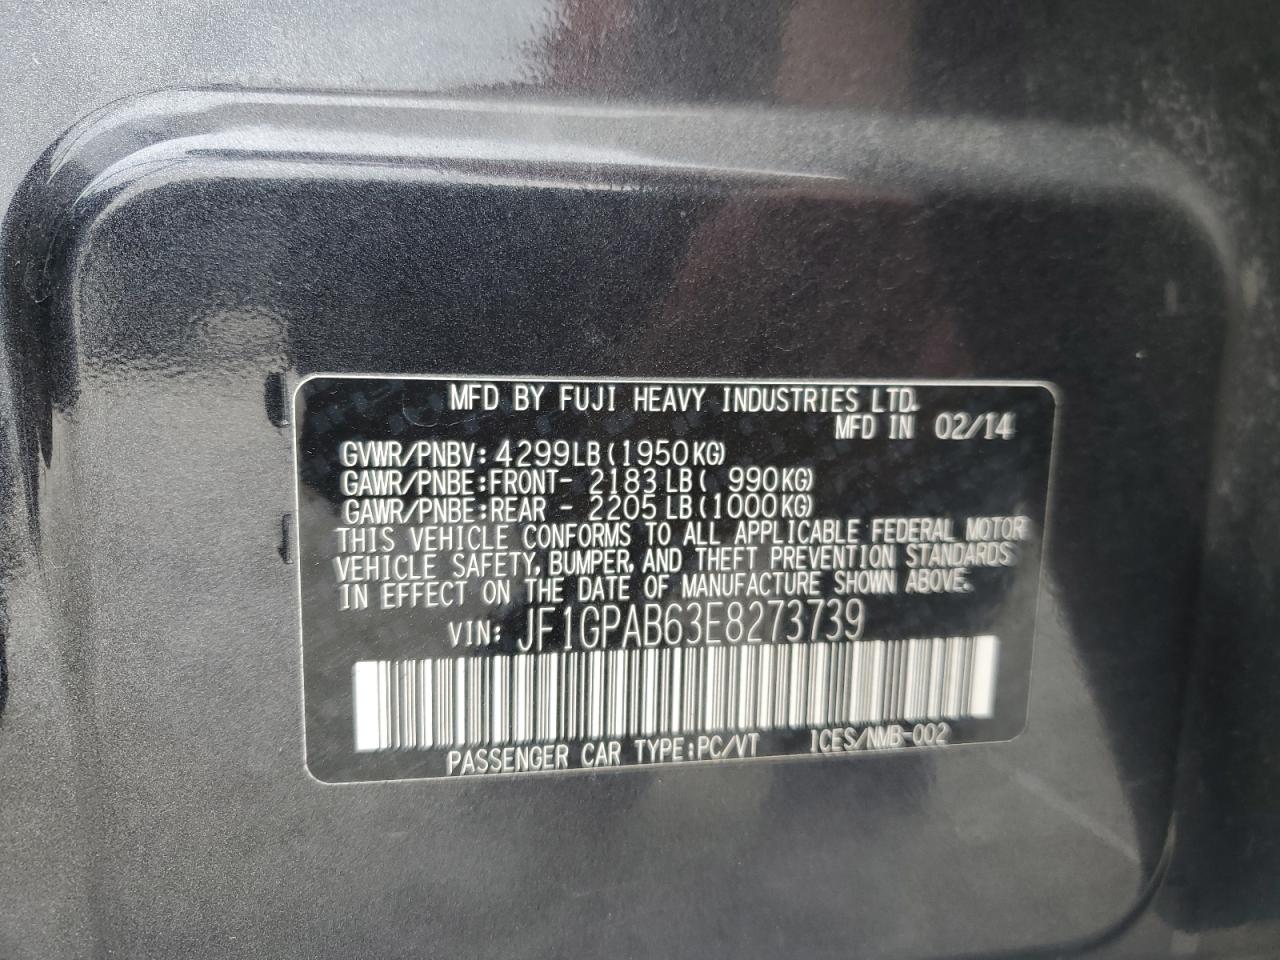 MFD BY FUJI HEAVY INDUSTRIES LTD.
MFD IN 02/14
GVWR/PNBV: 4299LB(1950KG)
GAWR/PNBE:FRONT- 2183LB( 990KG)
GAWR/PNBE:REAR - 2205LB(1000KG)
THIS VEHICLE CONFORMS TO ALL APPLICABLE FEDERAL MOTOR
VEHICLE SAFETY, BUMPER, AND THEFT PREVENTION STANDARDS
IN EFFECT ON THE DATE OF MANUFACTURE SHOWN ABOVE.
VIN: JF1GPAB63E8273739
PASSENGER CAR TYPE:PC/VT ICES/NMB-002